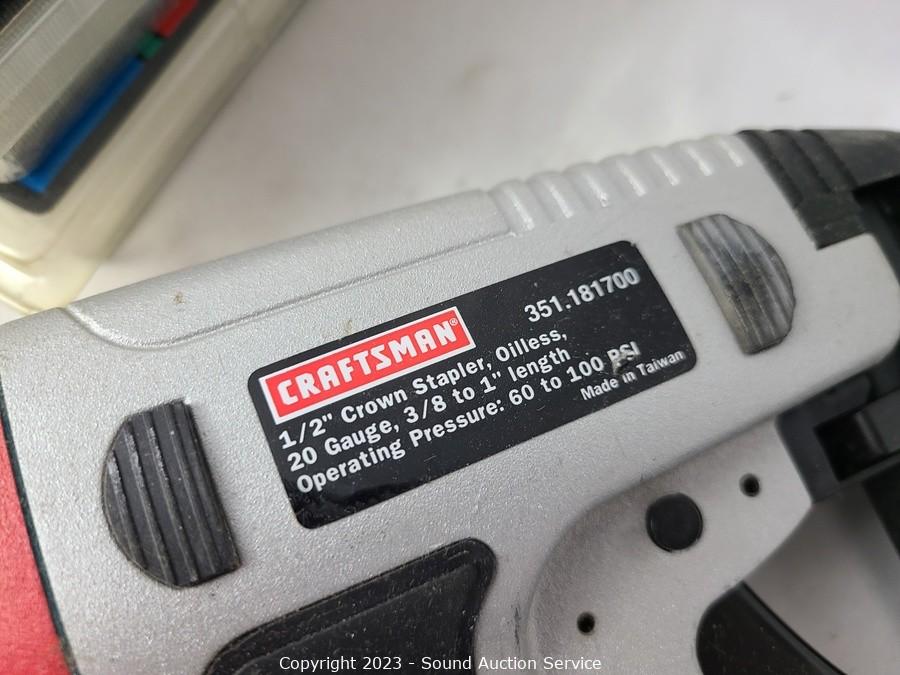 CRAFTSMAN® 351.181700
1/2" Crown Stapler, Oilless,
20 Gauge, 3/8 to 1" length
Operating Pressure: 60 to 100 PSI
Made in Taiwan
Copyright 2023 - Sound Auction Service